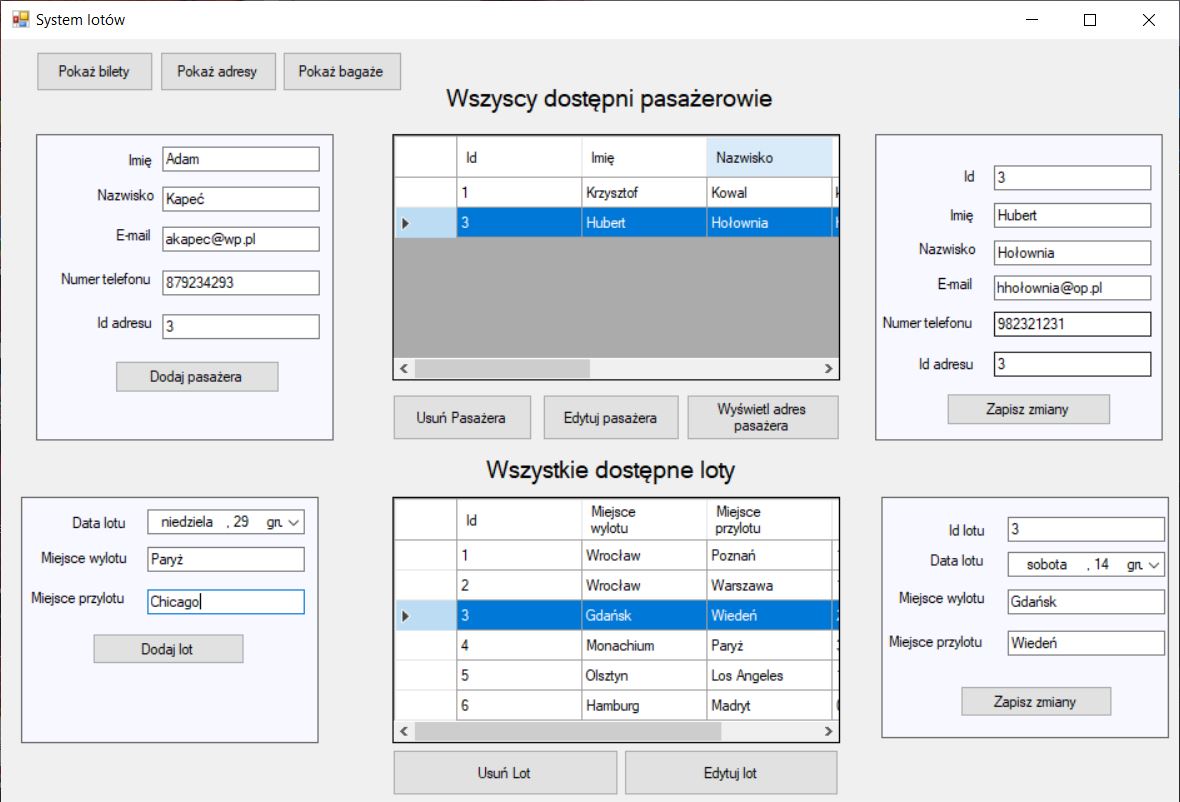 System lotów
Pokaż bilety
Pokaż adresy
Pokaż bagaże
Wszyscy dostępni pasażerowie
Imię Adam
Nazwisko Kapeć
E-mail akapec@wp.pl
Numer telefonu 879234293
Id adresu 3
Dodaj pasażera
Id Imię Nazwisko
1 Krzysztof Kowal
3 Hubert Hołownia
Usuń Pasażera
Edytuj pasażera
Wyświetl adres
pasażera
Id 3
Imię Hubert
Nazwisko Hołownia
E-mail hhołownia@op.pl
Numer telefonu 982321231
Id adresu 3
Zapisz zmiany
Wszystkie dostępne loty
Data lotu niedziela , 29 gru
Miejsce wylotu Paryż
Miejsce przylotu Chicago
Dodaj lot
Id Miejsce wylotu Miejsce przylotu
1 Wrocław Poznań
2 Wrocław Warszawa
3 Gdańsk Wiedeń
4 Monachium Paryż
5 Olsztyn Los Angeles
6 Hamburg Madryt
Usuń Lot
Edytuj lot
Id lotu 3
Data lotu sobota , 14 gru
Miejsce wylotu Gdańsk
Miejsce przylotu Wiedeń
Zapisz zmiany